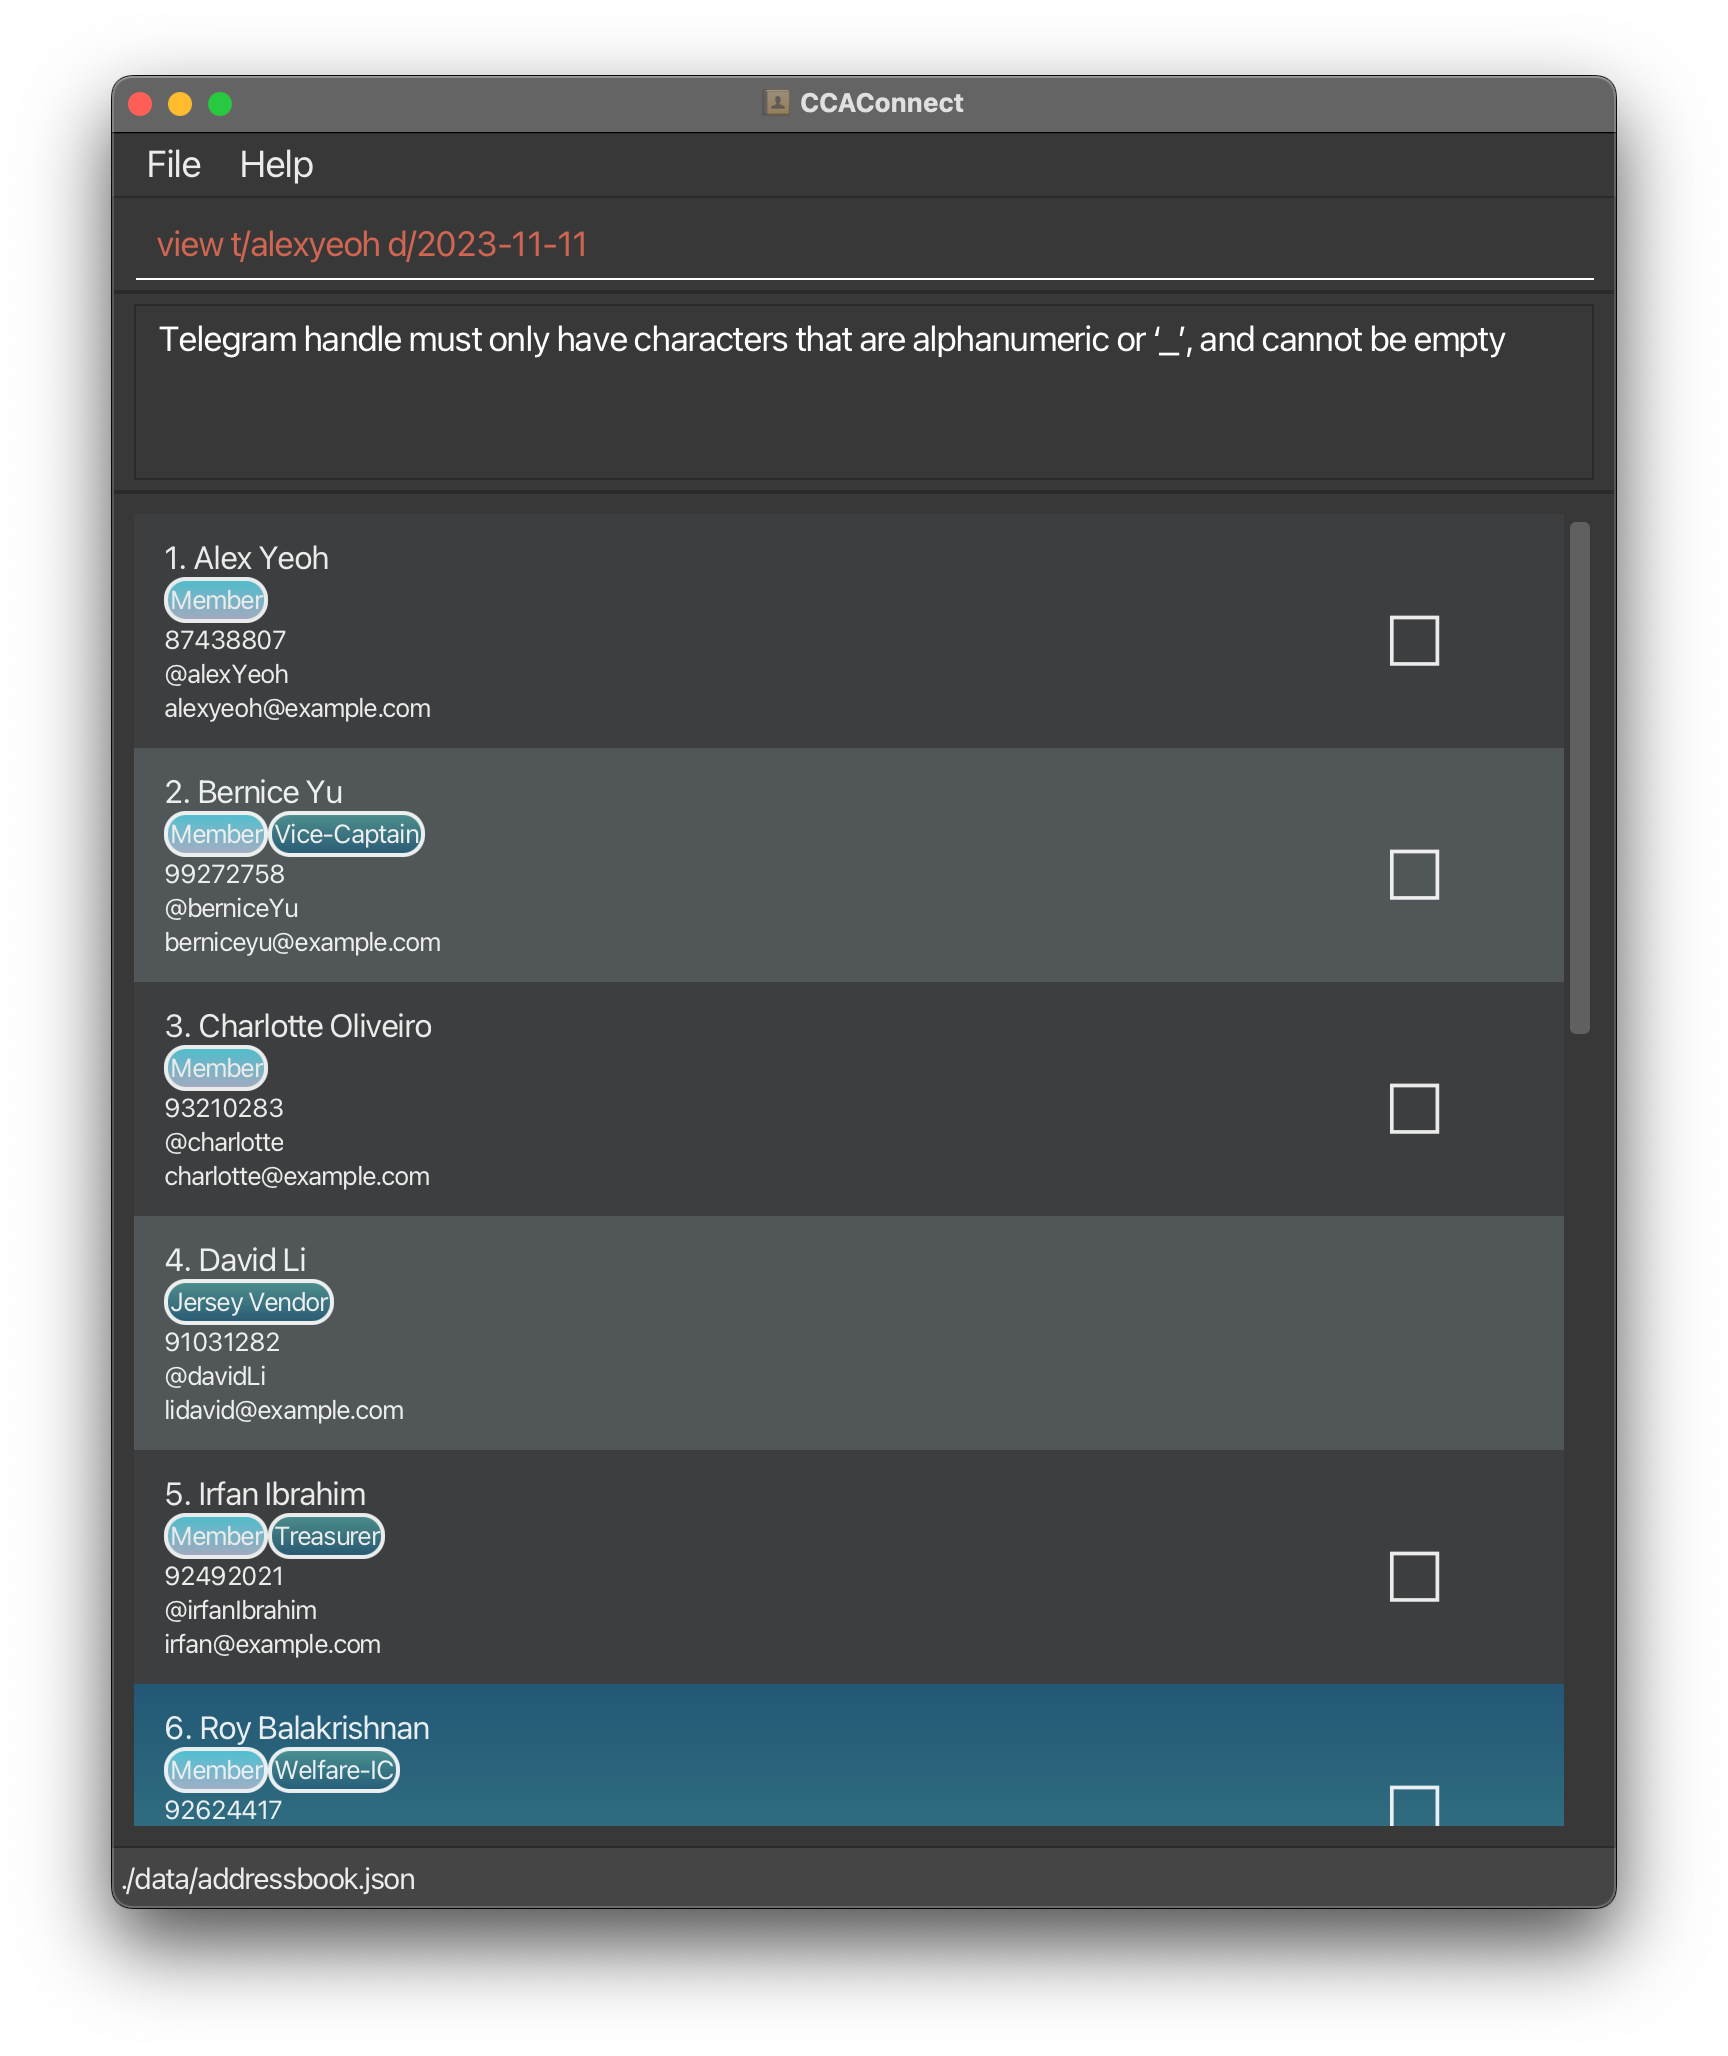 CCAConnect
File Help
view t/alexyeoh d/2023-11-11
Telegram handle must only have characters that are alphanumeric or ‘_’, and cannot be empty
1. Alex Yeoh
Member
87438807
@alexYeoh
alexyeoh@example.com
2. Bernice Yu
Member Vice-Captain
99272758
@berniceYu
berniceyu@example.com
3. Charlotte Oliveiro
Member
93210283
@charlotte
charlotte@example.com
4. David Li
Jersey Vendor
91031282
@davidLi
lidavid@example.com
5. Irfan Ibrahim
Member Treasurer
92492021
@irfanIbrahim
irfan@example.com
6. Roy Balakrishnan
Member Welfare-IC
92624417
./data/addressbook.json